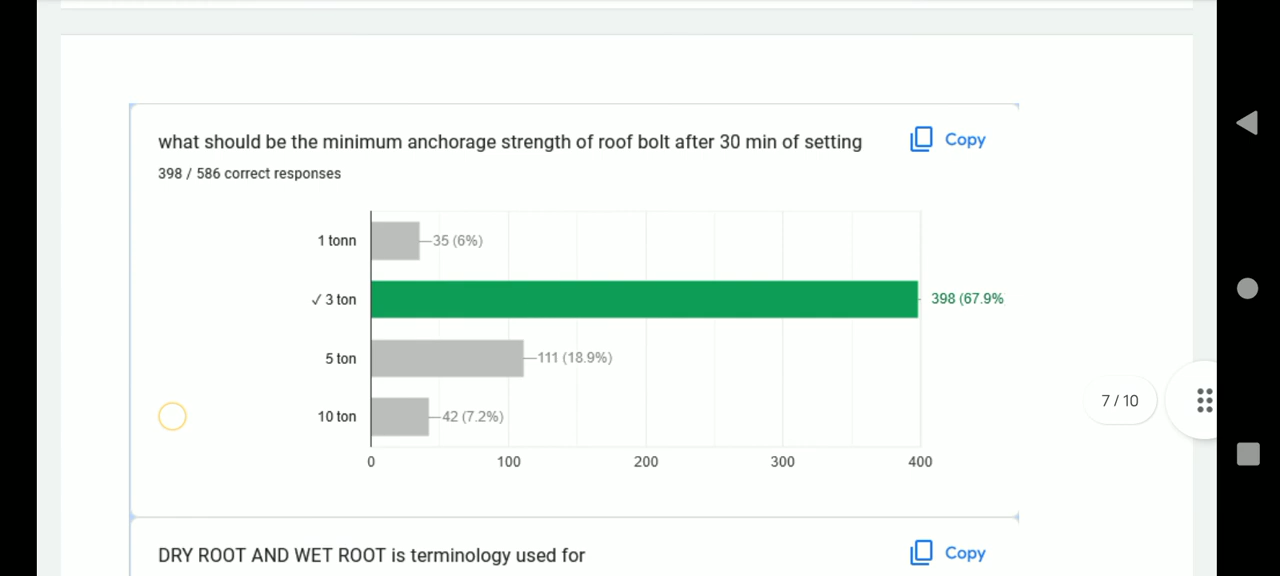 what should be the minimum anchorage strength of roof bolt after 30 min of setting
Copy
398 / 586 correct responses
1 tonn
35 (6%)
✓ 3 ton
398 (67.9%
5 ton
111 (18.9%)
10 ton
42 (7.2%)
0 100 200 300 400
7 / 10
DRY ROOT AND WET ROOT is terminology used for
Copy